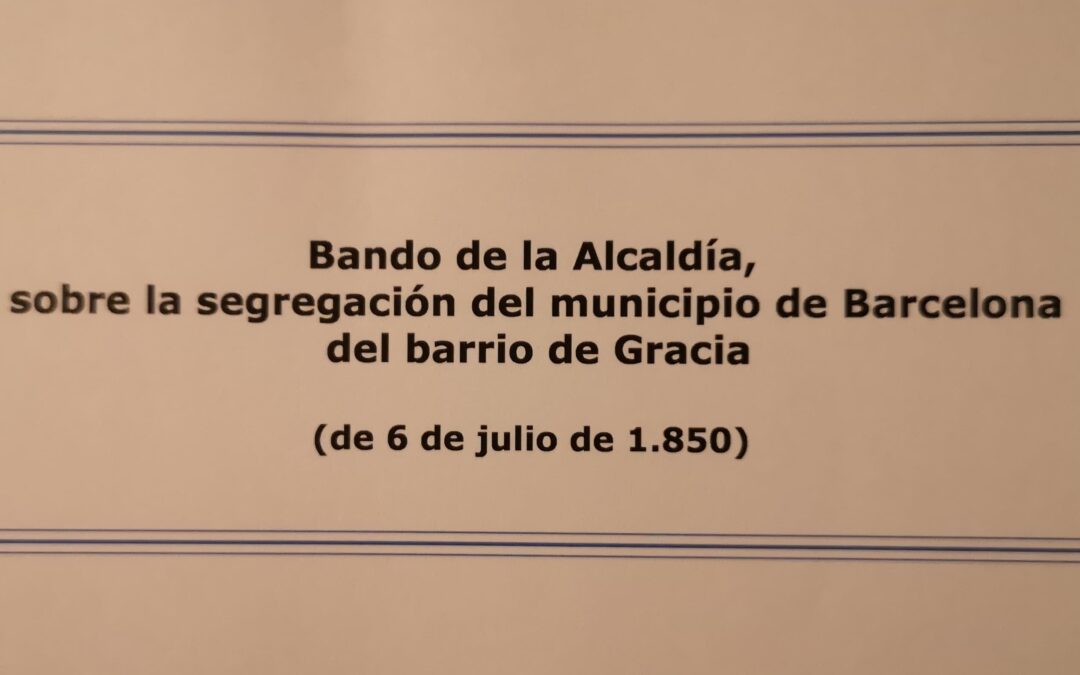 Bando de la Alcaldía,
sobre la segregación del municipio de Barcelona
del barrio de Gracia
(de 6 de julio de 1.850)